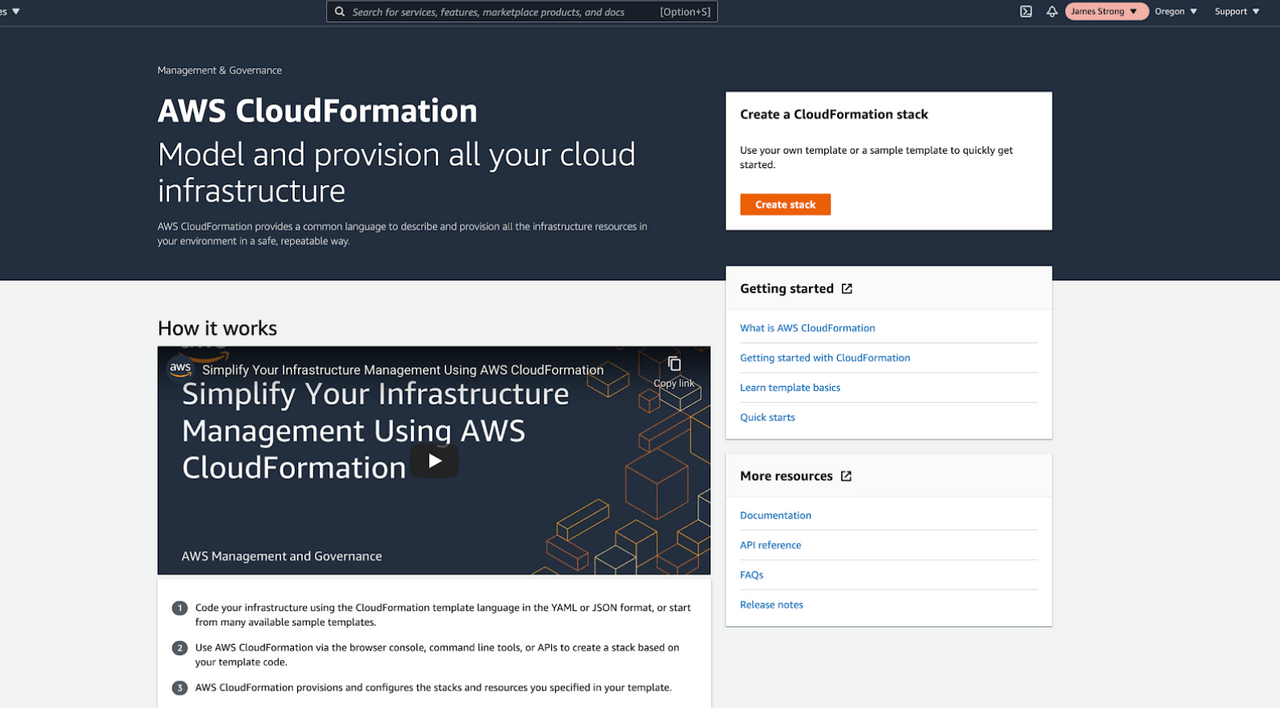 es
Search for services, features, marketplace products, and docs [Option+S]
James Strong
Oregon
Support
Management & Governance
AWS CloudFormation
Model and provision all your cloud
infrastructure
AWS CloudFormation provides a common language to describe and provision all the infrastructure resources in
your environment in a safe, repeatable way.
Create a CloudFormation stack
Use your own template or a sample template to quickly get
started.
Create stack
Getting started
What is AWS CloudFormation
Getting started with CloudFormation
Learn template basics
Quick starts
More resources
Documentation
API reference
FAQs
Release notes
How it works
aws
aws
Simplify Your Infrastructure Management Using AWS CloudFormation
Copy link
Simplify Your Infrastructure
Management Using AWS
CloudFormation
AWS Management and Governance
1 Code your infrastructure using the CloudFormation template language in the YAML or JSON format, or start
from many available sample templates.
2 Use AWS CloudFormation via the browser console, command line tools, or APIs to create a stack based on
your template code.
3 AWS CloudFormation provisions and configures the stacks and resources you specified in your template.